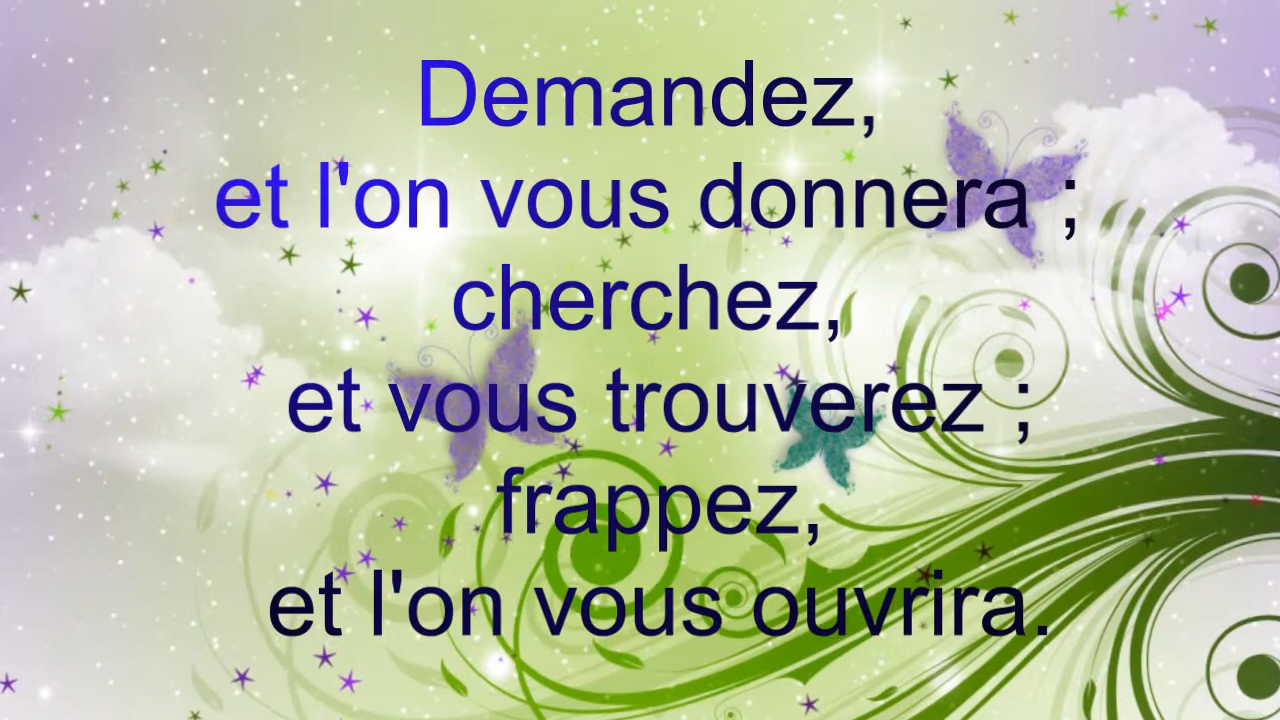 Demandez,
et l'on vous donnera ;
cherchez,
et vous trouverez ;
frappez,
et l'on vous ouvrira.